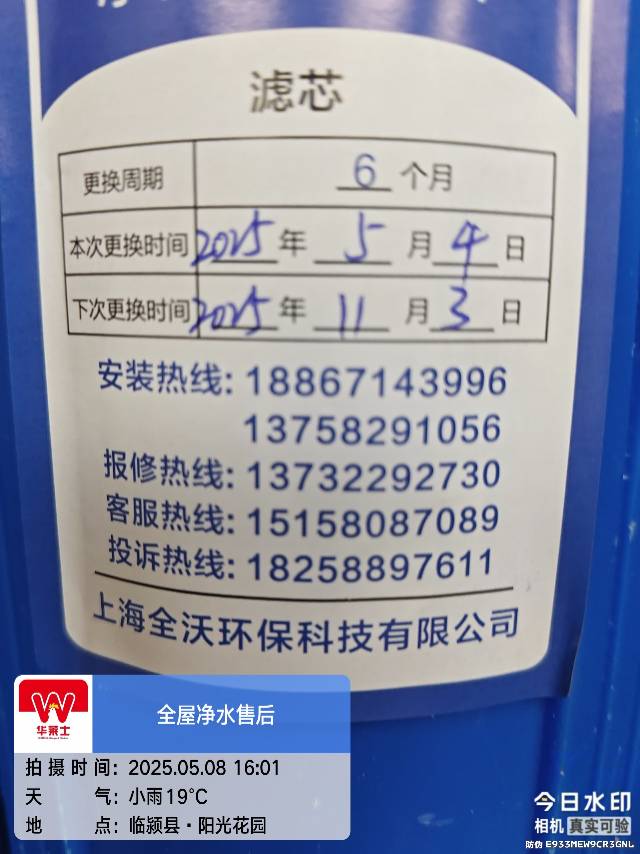 滤芯
更换周期 6 个月
本次更换时间 2025 年 5 月 4 日
下次更换时间 2025 年 11 月 3 日
安装热线: 18867143996
13758291056
报修热线: 13732292730
客服热线: 15158087089
投诉热线: 18258897611
上海全沃环保科技有限公司
华莱士
全屋净水售后
拍摄时间: 2025.05.08 16:01
天气: 小雨19℃
地点: 临颍县·阳光花园
今日水印
相机 真实可验
防伪 E933MEW9CR3GNL